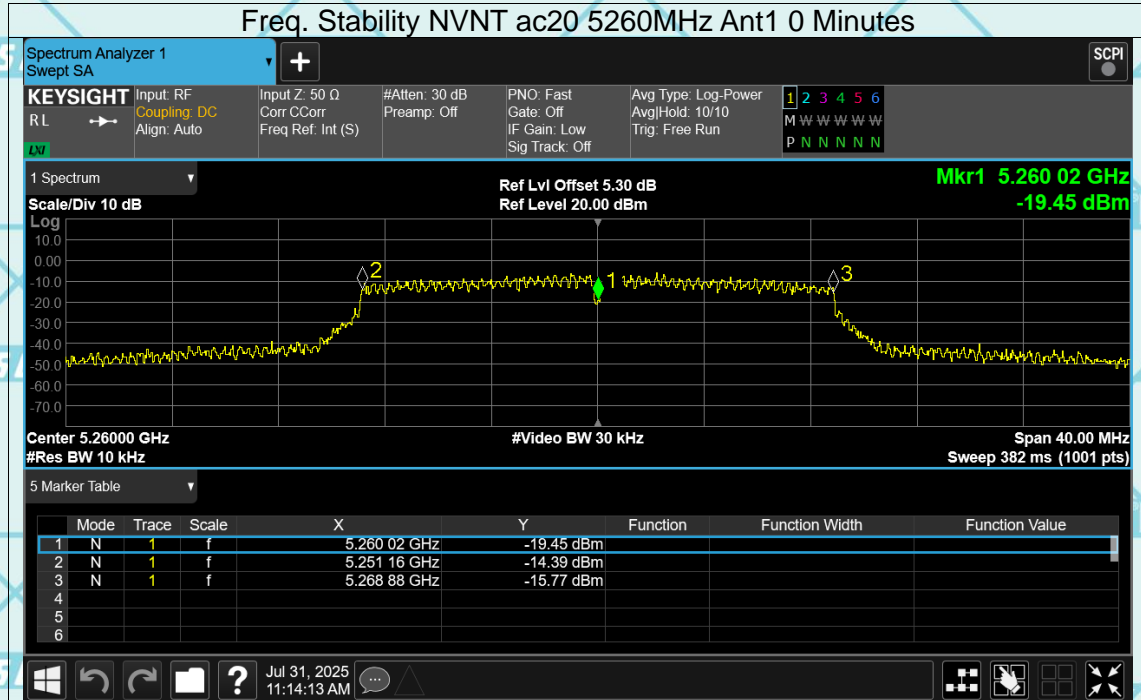 Freq. Stability NVNT ac20 5260MHz Ant1 0 Minutes
Spectrum Analyzer 1
Swept SA
SCPI
KEYSIGHT Input: RF Input Z: 50 Ω #Atten: 30 dB PNO: Fast Avg Type: Log-Power 1 2 3 4 5 6
RL Coupling: DC Corr CCorr Preamp: Off Gate: Off Avg|Hold: 10/10 M W W W W W W
Align: Auto Freq Ref: Int (S) IF Gain: Low Trig: Free Run
LXI Sig Track: Off P N N N N N N
1 Spectrum Ref Lvl Offset 5.30 dB Mkr1 5.260 02 GHz
Scale/Div 10 dB Ref Level 20.00 dBm -19.45 dBm
Log
10.0
0.00
-10.0
-20.0
-30.0
-40.0
-50.0
-60.0
-70.0
2
1
3
Center 5.26000 GHz #Video BW 30 kHz Span 40.00 MHz
#Res BW 10 kHz Sweep 382 ms (1001 pts)
5 Marker Table
Mode Trace Scale X Y Function Function Width Function Value
1 N 1 f 5.260 02 GHz -19.45 dBm
2 N 1 f 5.251 16 GHz -14.39 dBm
3 N 1 f 5.268 88 GHz -15.77 dBm
4
5
6
? Jul 31, 2025
11:14:13 AM